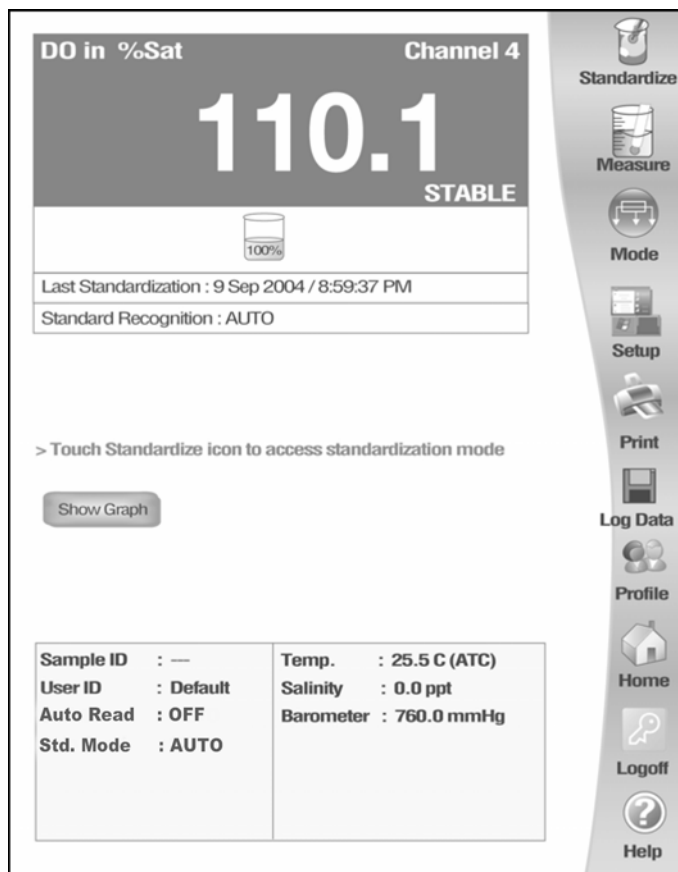 DO in %Sat
Channel 4
110.1
STABLE
100%
Last Standardization : 9 Sep 2004 / 8:59:37 PM
Standard Recognition : AUTO
> Touch Standardize icon to access standardization mode
Show Graph
Sample ID : ---
User ID : Default
Auto Read : OFF
Std. Mode : AUTO
Temp. : 25.5 C (ATC)
Salinity : 0.0 ppt
Barometer : 760.0 mmHg
Standardize
Measure
Mode
Setup
Print
Log Data
Profile
Home
Logoff
?
Help